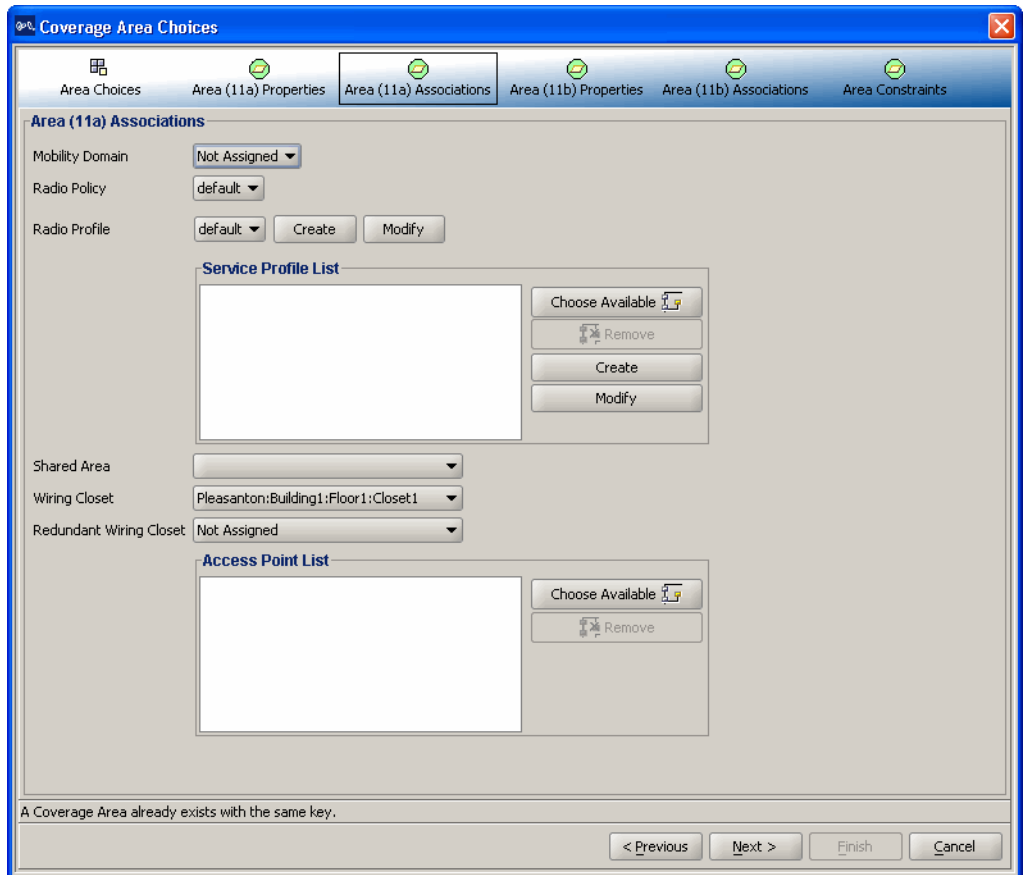 Coverage Area Choices
Area Choices
Area (11a) Properties
Area (11a) Associations
Area (11b) Properties
Area (11b) Associations
Area Constraints
Area (11a) Associations
Mobility Domain Not Assigned
Radio Policy default
Radio Profile default Create Modify
Service Profile List
Choose Available
Remove
Create
Modify
Shared Area
Wiring Closet Pleasanton:Building1:Floor1:Closet1
Redundant Wiring Closet Not Assigned
Access Point List
Choose Available
Remove
A Coverage Area already exists with the same key.
< Previous Next > Finish Cancel